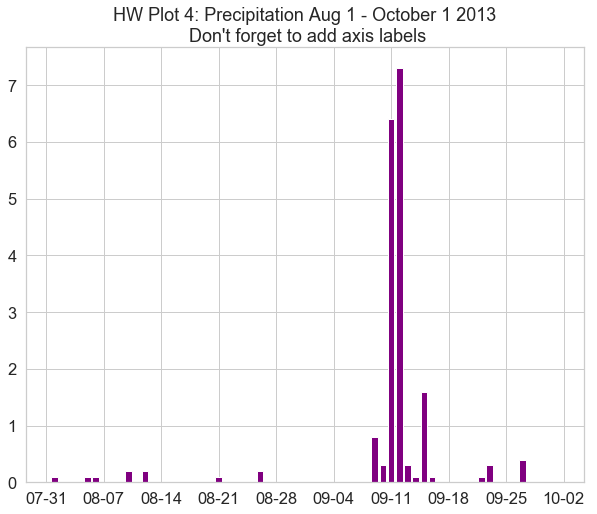 HW Plot 4: Precipitation Aug 1 - October 1 2013
Don't forget to add axis labels
7
6
5
4
3
2
1
0
07-31 08-07 08-14 08-21 08-28 09-04 09-11 09-18 09-25 10-02